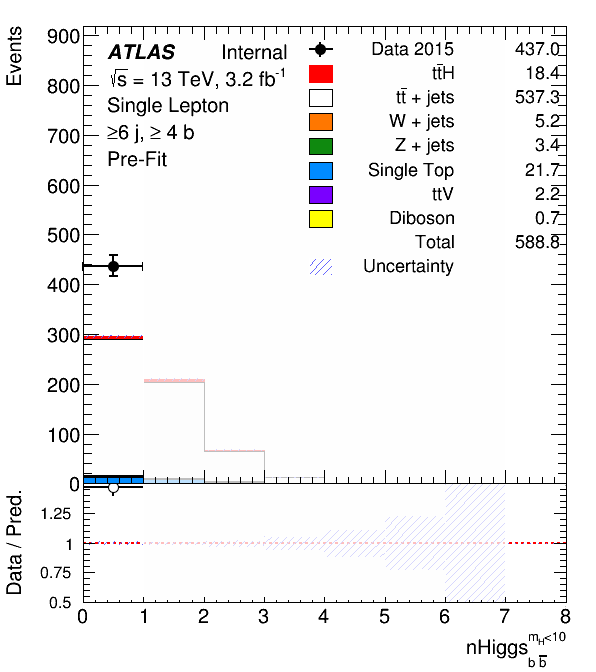 Events
900
800
700
600
500
400
300
200
100
0
ATLAS Internal
√s = 13 TeV, 3.2 fb⁻¹
Single Lepton
≥6 j, ≥ 4 b
Pre-Fit
Data 2015 437.0
tt̄H 18.4
tt̄ + jets 537.3
W + jets 5.2
Z + jets 3.4
Single Top 21.7
ttV 2.2
Diboson 0.7
Total 588.8
Uncertainty
Data / Pred.
1.25
1
0.75
0.5
0 1 2 3 4 5 6 7 8
nHiggs m_H<10 b b̄